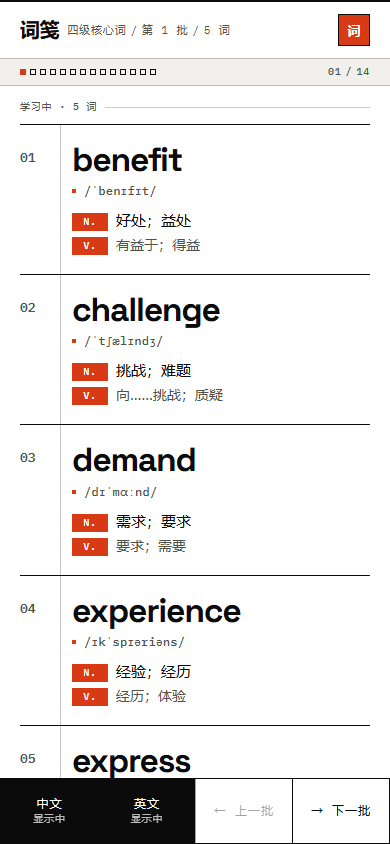 词笺 四级核心词 / 第 1 批 / 5 词
词
01 / 14
学习中 · 5 词
01
benefit
/ˈbenɪfɪt/
N. 好处；益处
V. 有益于；得益
02
challenge
/ˈtʃælɪndʒ/
N. 挑战；难题
V. 向……挑战；质疑
03
demand
/dɪˈmɑːnd/
N. 需求；要求
V. 要求；需要
04
experience
/ɪkˈspɪəriəns/
N. 经验；经历
V. 经历；体验
05
express
中文 英文 ← 上一批 → 下一批
显示中 显示中